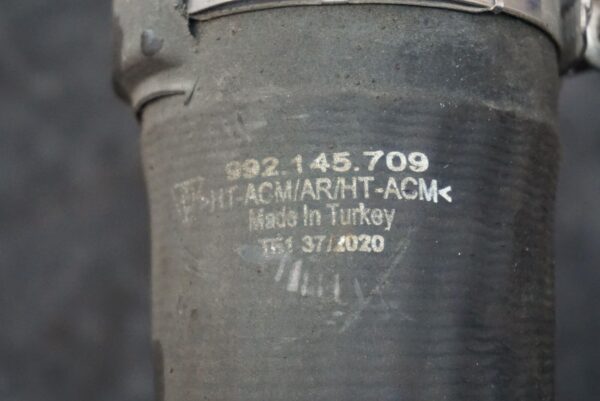 992.145.709
>HT-ACM/AR/HT-ACM<
Made In Turkey
37/2020